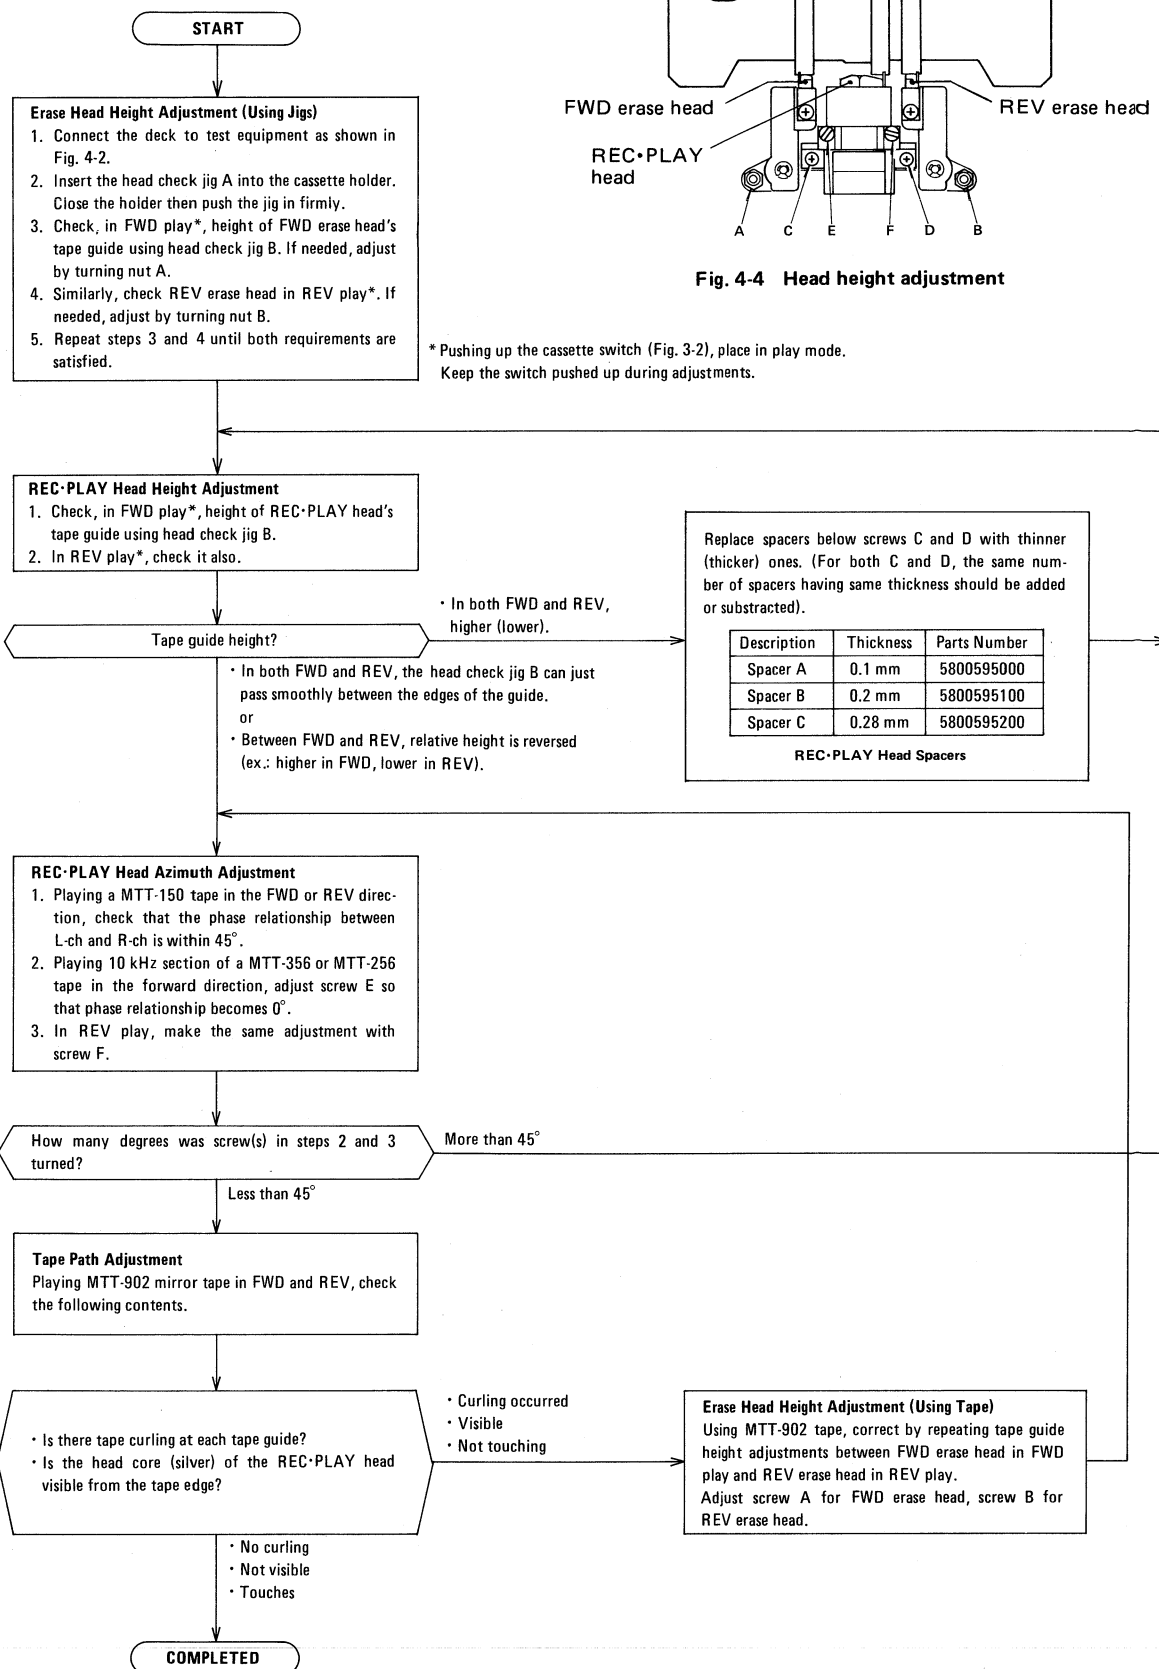 START
Erase Head Height Adjustment (Using Jigs)
1. Connect the deck to test equipment as shown in
Fig. 4-2.
2. Insert the head check jig A into the cassette holder.
Close the holder then push the jig in firmly.
3. Check, in FWD play*, height of FWD erase head's
tape guide using head check jig B. If needed, adjust
by turning nut A.
4. Similarly, check REV erase head in REV play*. If
needed, adjust by turning nut B.
5. Repeat steps 3 and 4 until both requirements are
satisfied.
FWD erase head
REV erase head
REC·PLAY
head
A C E F D B
Fig. 4-4 Head height adjustment
* Pushing up the cassette switch (Fig. 3-2), place in play mode.
Keep the switch pushed up during adjustments.
REC·PLAY Head Height Adjustment
1. Check, in FWD play*, height of REC·PLAY head's
tape guide using head check jig B.
2. In REV play*, check it also.
Tape guide height?
· In both FWD and REV,
higher (lower).
Replace spacers below screws C and D with thinner
(thicker) ones. (For both C and D, the same num-
ber of spacers having same thickness should be added
or substracted).
Description Thickness Parts Number
Spacer A 0.1 mm 5800595000
Spacer B 0.2 mm 5800595100
Spacer C 0.28 mm 5800595200
REC·PLAY Head Spacers
· In both FWD and REV, the head check jig B can just
pass smoothly between the edges of the guide.
or
· Between FWD and REV, relative height is reversed
(ex.: higher in FWD, lower in REV).
REC·PLAY Head Azimuth Adjustment
1. Playing a MTT-150 tape in the FWD or REV direc-
tion, check that the phase relationship between
L-ch and R-ch is within 45°.
2. Playing 10 kHz section of a MTT-356 or MTT-256
tape in the forward direction, adjust screw E so
that phase relationship becomes 0°.
3. In REV play, make the same adjustment with
screw F.
How many degrees was screw(s) in steps 2 and 3
turned?
More than 45°
Less than 45°
Tape Path Adjustment
Playing MTT-902 mirror tape in FWD and REV, check
the following contents.
· Is there tape curling at each tape guide?
· Is the head core (silver) of the REC·PLAY head
visible from the tape edge?
· Curling occurred
· Visible
· Not touching
Erase Head Height Adjustment (Using Tape)
Using MTT-902 tape, correct by repeating tape guide
height adjustments between FWD erase head in FWD
play and REV erase head in REV play.
Adjust screw A for FWD erase head, screw B for
REV erase head.
· No curling
· Not visible
· Touches
COMPLETED